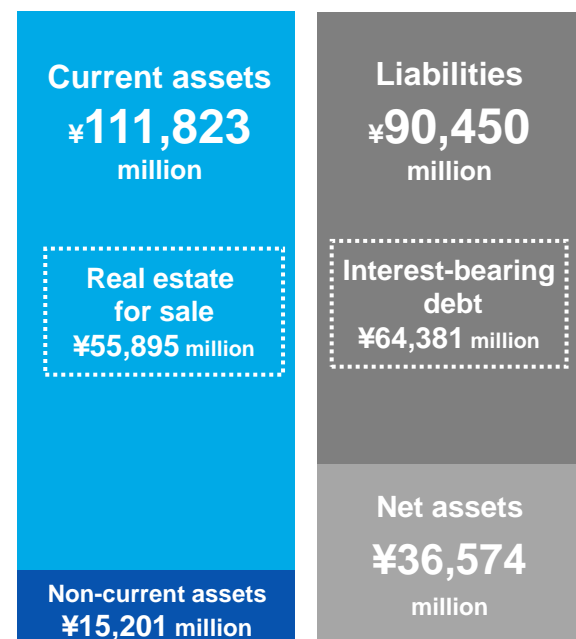 Current assets
¥111,823
million
Real estate
for sale
¥55,895 million
Non-current assets
¥15,201 million
Liabilities
¥90,450
million
Interest-bearing
debt
¥64,381 million
Net assets
¥36,574
million